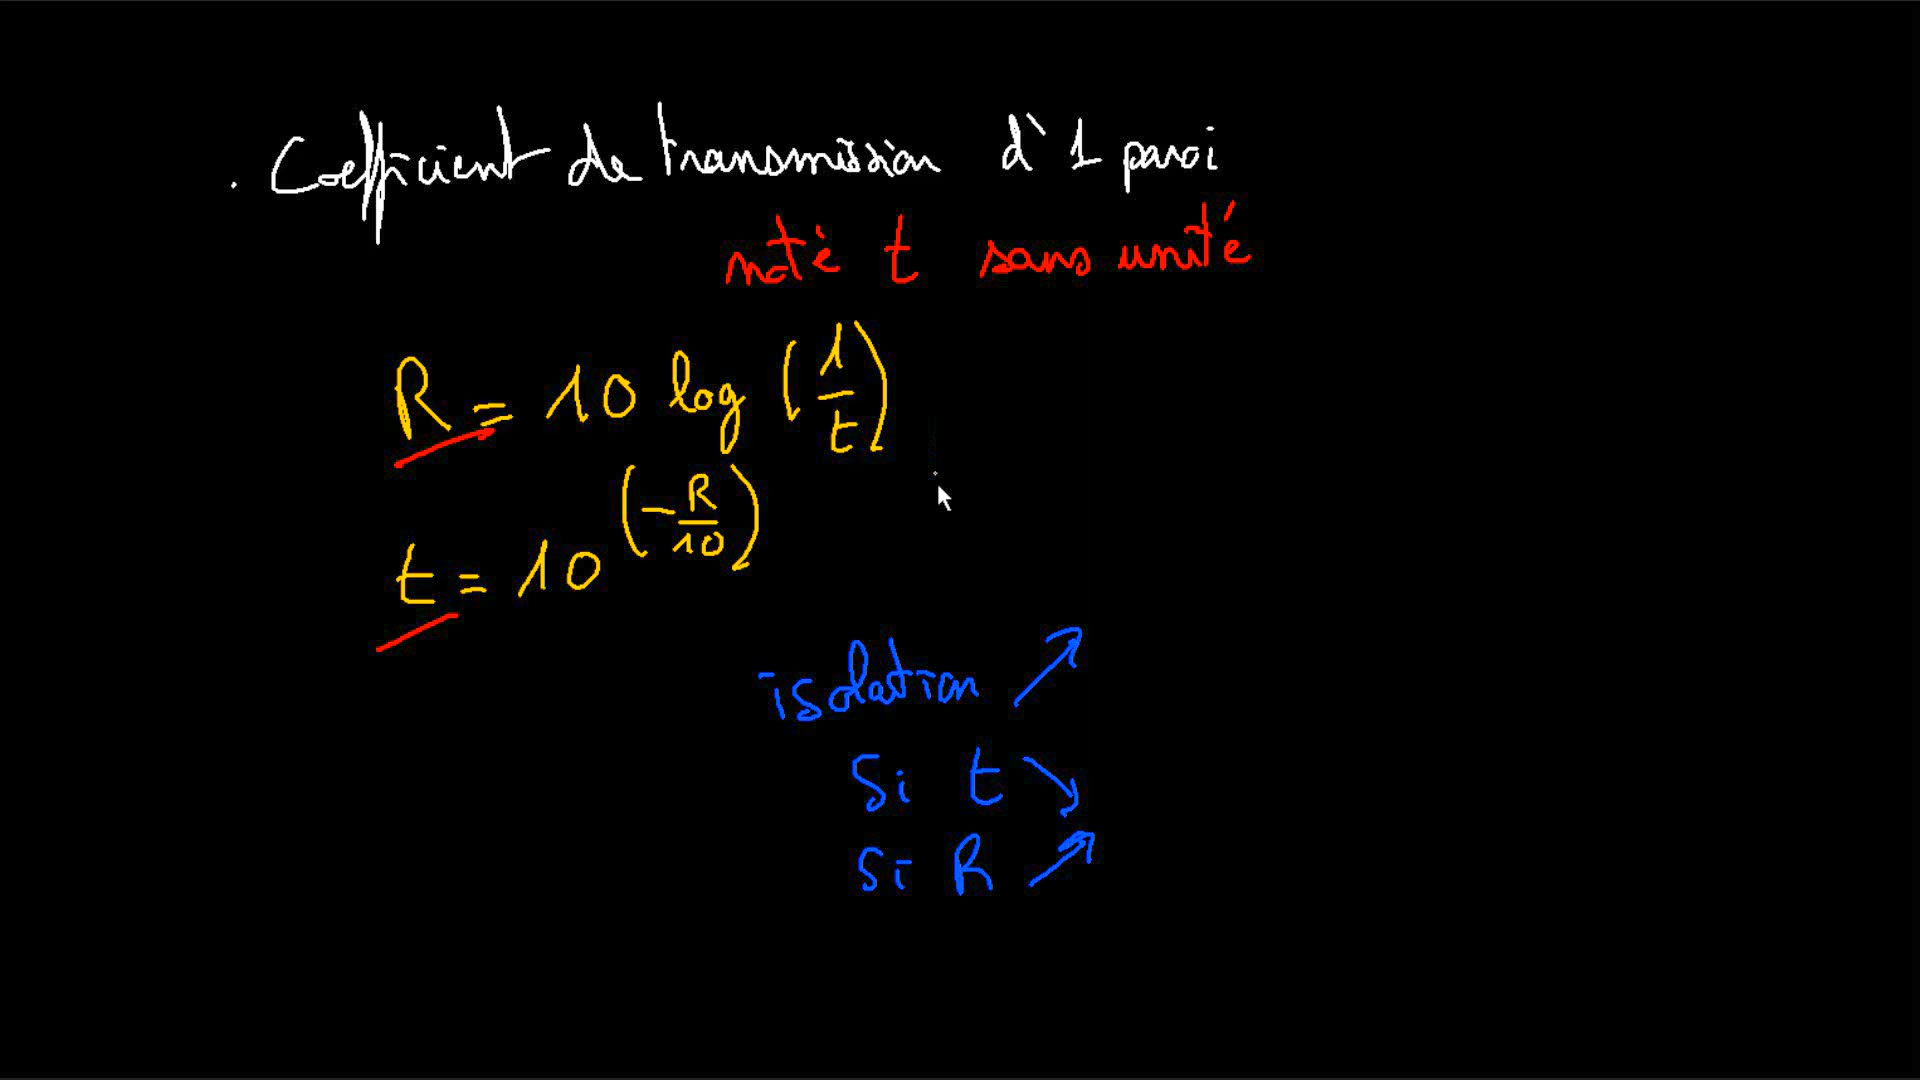 . Coefficient de transmission d'1 paroi
noté t sans unité
R = 10 log (1/t)
t = 10^(-R/10)
isolation ↗
Si t ↘
Si R ↗